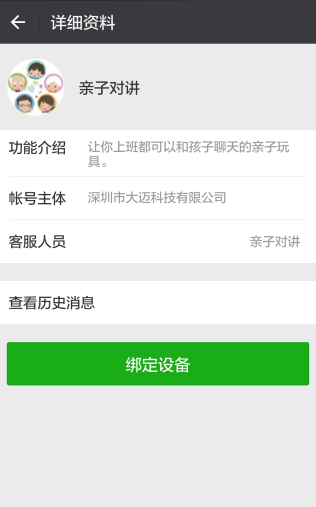 详细资料
亲子对讲
功能介绍
让你上班都可以和孩子聊天的亲子玩
具。
帐号主体
深圳市大迈科技有限公司
客服人员
亲子对讲
查看历史消息
绑定设备